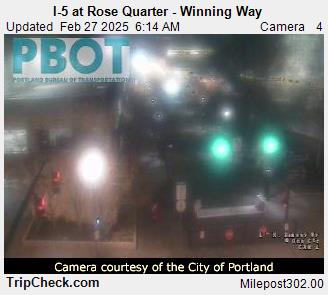 I-5 at Rose Quarter - Winning Way
Updated Feb 27 2025 6:14 AM Camera 4
PBOT
PORTLAND BUREAU OF TRANSPORTATION
Camera courtesy of the City of Portland
TripCheck.com Milepost302.00